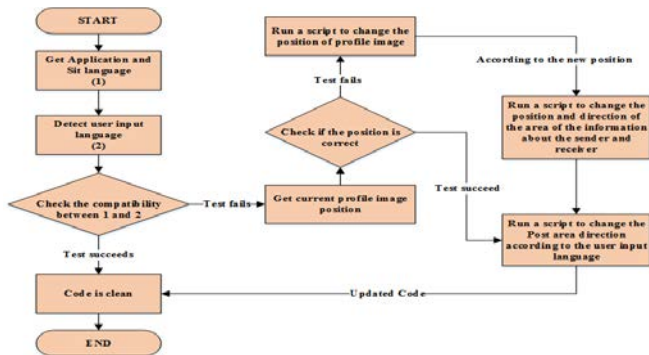 START
Get Application and
Sit language
(1)
Detect user input
language
(2)
Check the compatibility
between 1 and 2
Test fails
Test succeeds
Code is clean
END
Get current profile image
position
Check if the position is
correct
Test fails
Test succeed
Run a script to change the
position of profile image
According to the new position
Run a script to change the
position and direction of
the area of the information
about the sender and
receiver
Run a script to change the
Post area direction
according to the user input
language
Updated Code